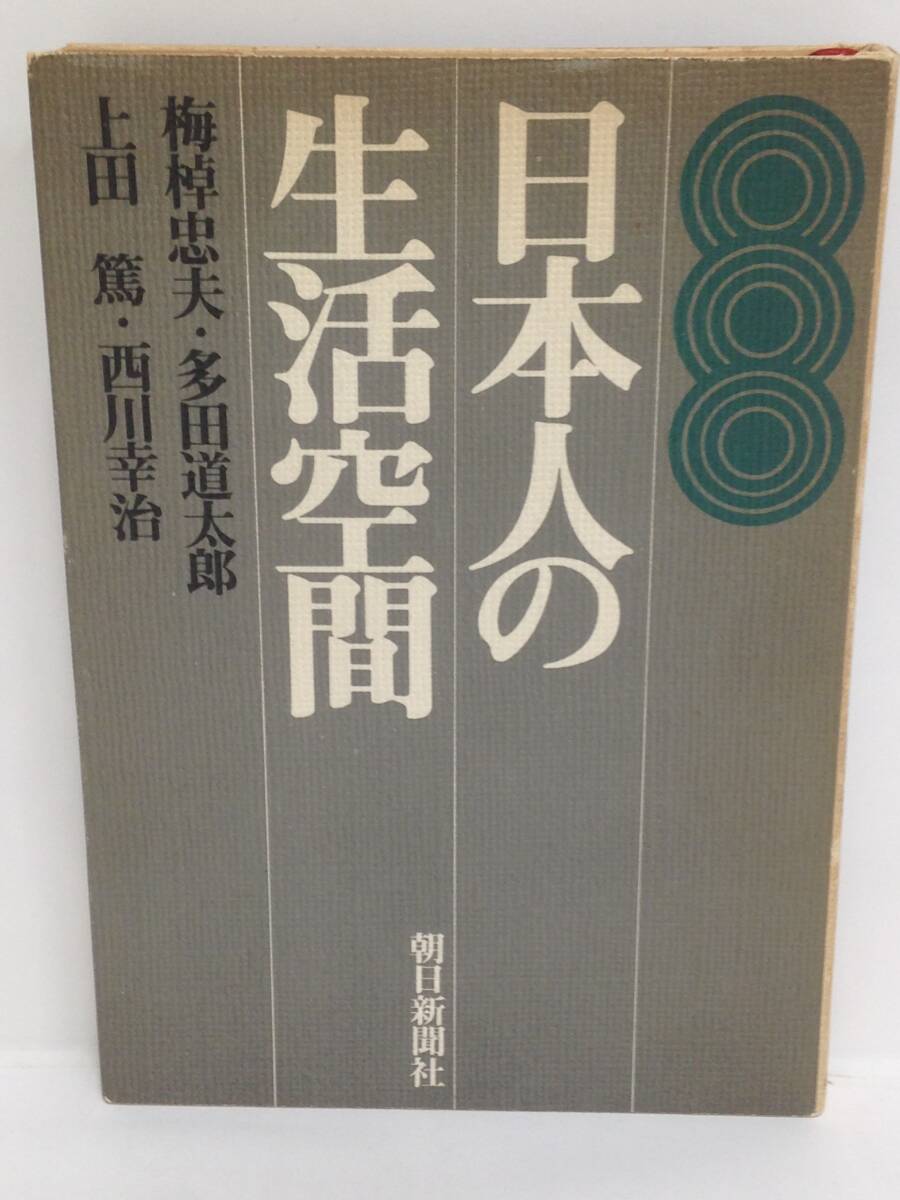 日本人の
生活空間
梅棹忠夫・多田道太郎
上田 篤・西川幸治
朝日新聞社